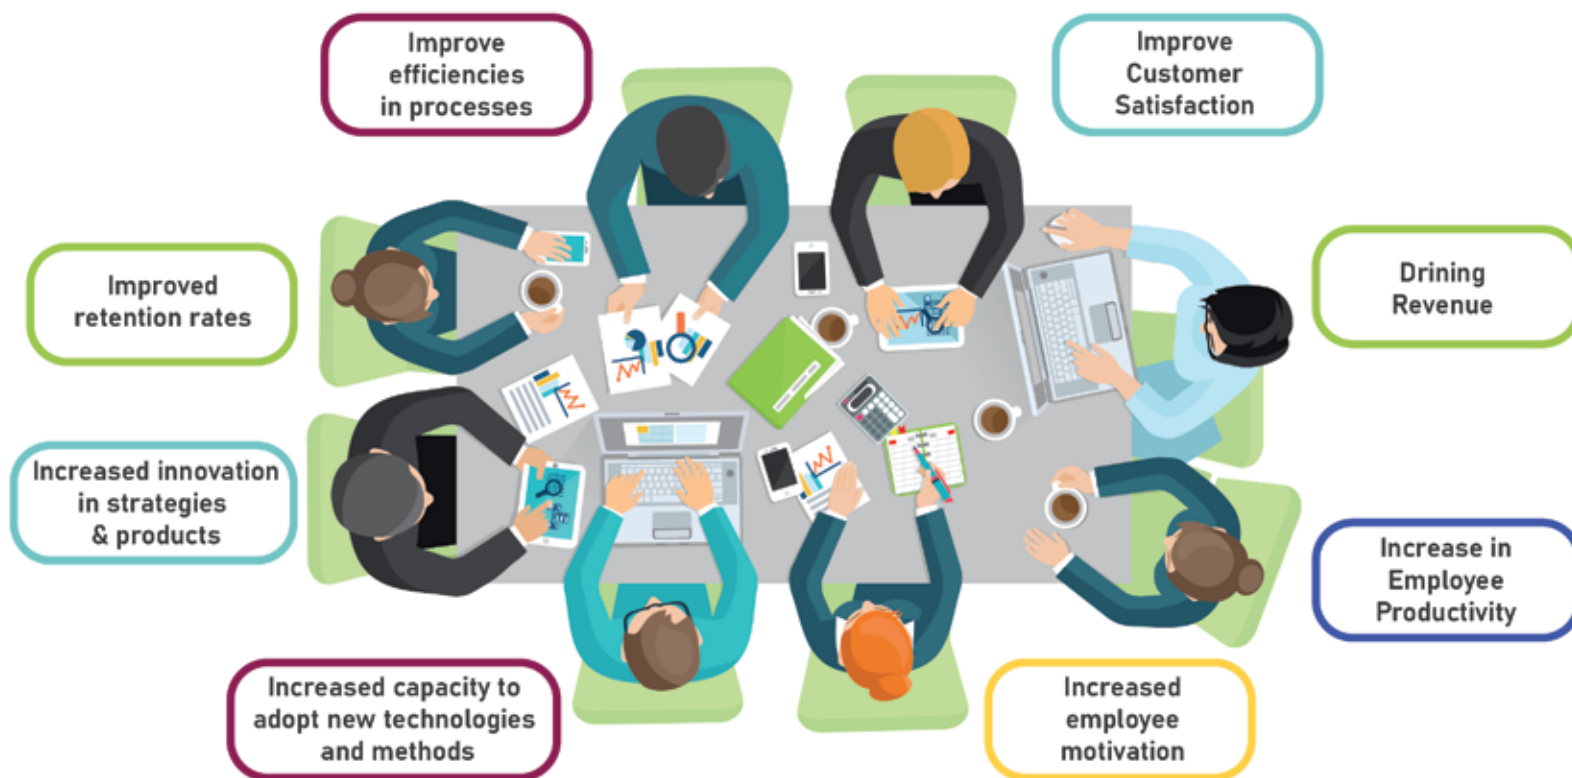 Improve
efficiencies
in processes
Improve
Customer
Satisfaction
Improved
retention rates
Drining
Revenue
Increased innovation
in strategies
& products
Increase in
Employee
Productivity
Increased capacity to
adopt new technologies
and methods
Increased
employee
motivation